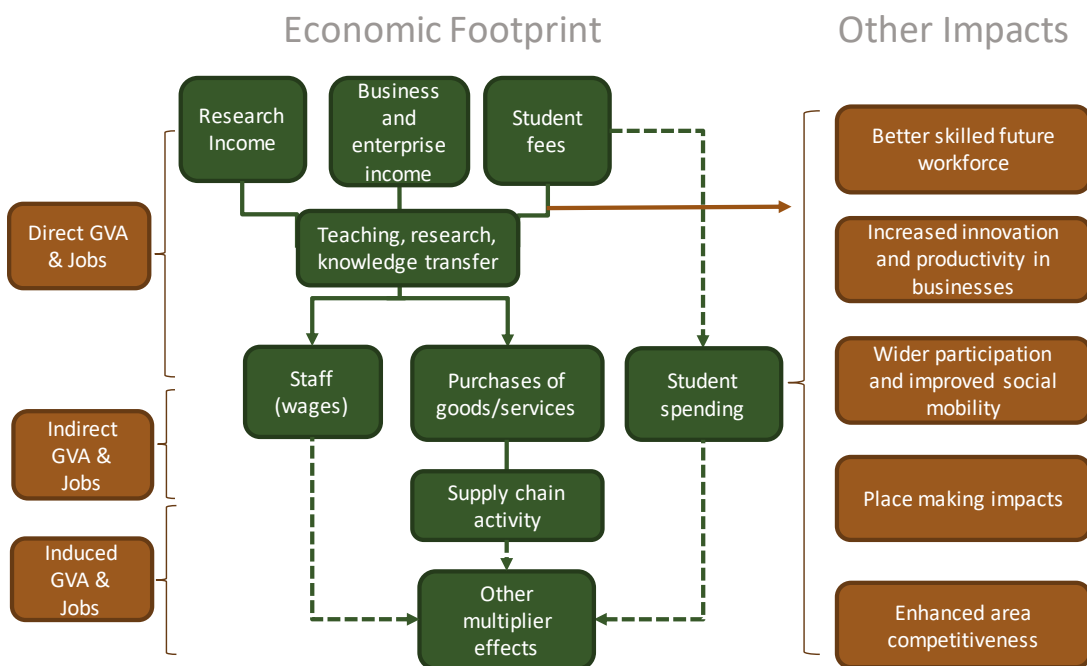 Economic Footprint
Other Impacts
Research
Income
Business
and
enterprise
income
Student
fees
Teaching, research,
knowledge transfer
Staff
(wages)
Purchases of
goods/services
Student
spending
Supply chain
activity
Other
multiplier
effects
Direct GVA
& Jobs
Indirect
GVA &
Jobs
Induced
GVA &
Jobs
Better skilled future
workforce
Increased innovation
and productivity in
businesses
Wider participation
and improved social
mobility
Place making impacts
Enhanced area
competitiveness